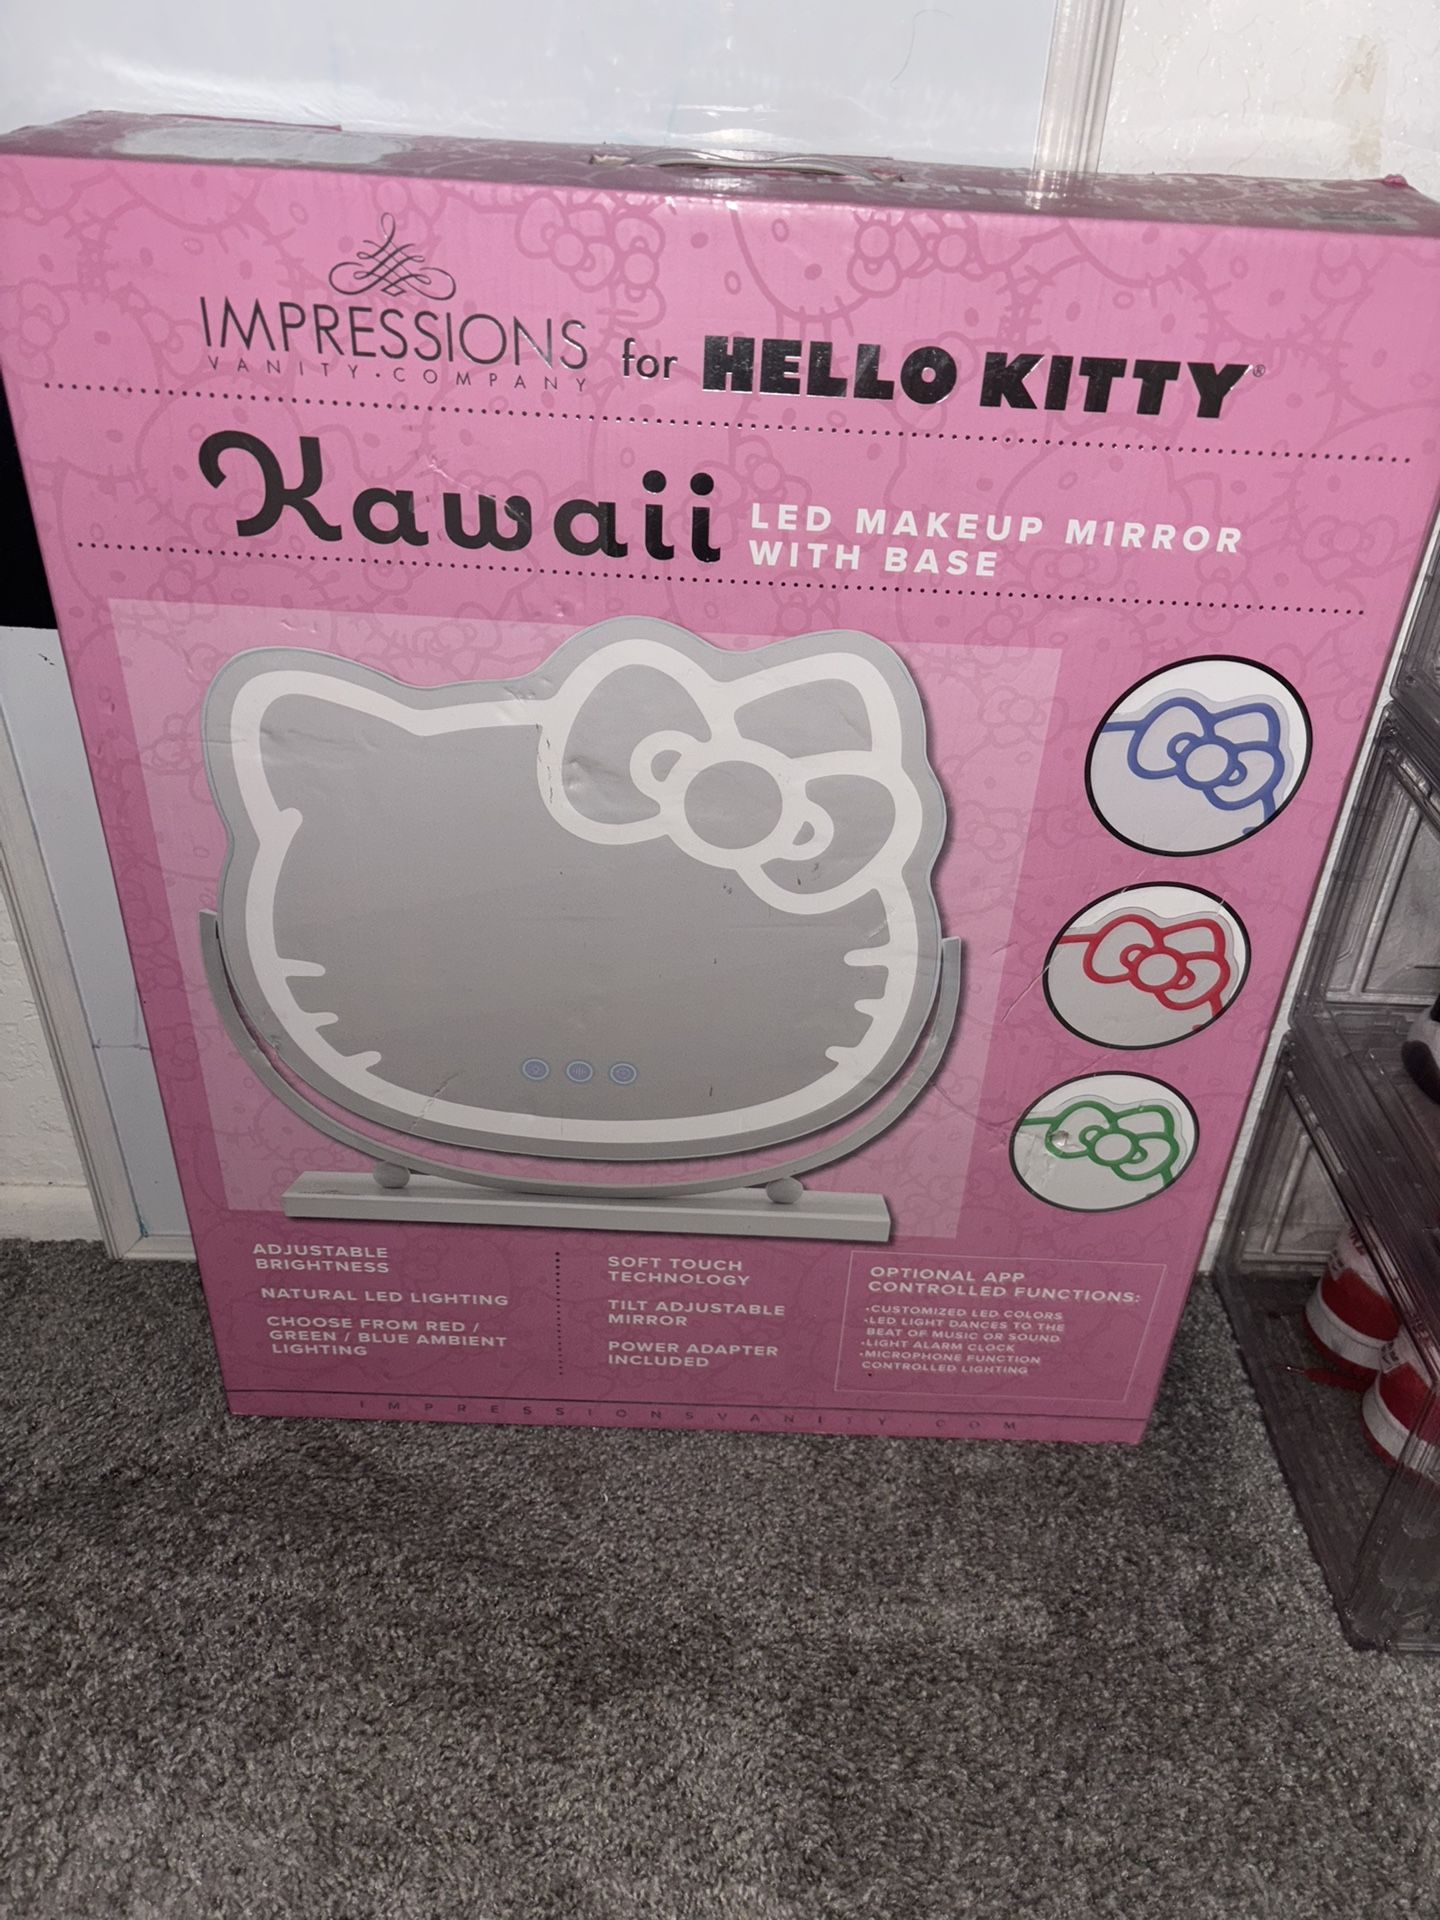 IMPRESSIONS
VANITY·COMPANY
for HELLO KITTY®
Kawaii
LED MAKEUP MIRROR
WITH BASE
ADJUSTABLE
BRIGHTNESS
NATURAL LED LIGHTING
CHOOSE FROM RED /
GREEN / BLUE AMBIENT
LIGHTING
SOFT TOUCH
TECHNOLOGY
TILT ADJUSTABLE
MIRROR
POWER ADAPTER
INCLUDED
OPTIONAL APP
CONTROLLED FUNCTIONS:
•CUSTOMIZED LED COLORS
•LED LIGHT DANCES TO THE
BEAT OF MUSIC OR SOUND
•LIGHT ALARM CLOCK
•MICROPHONE FUNCTION
CONTROLLED LIGHTING
IMPRESSIONSVANITY.COM